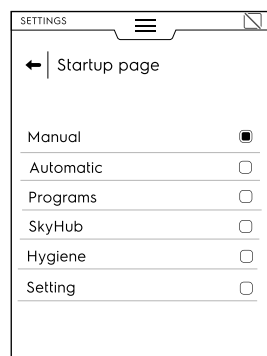 SETTINGS
Startup page
Manual
Automatic
Programs
SkyHub
Hygiene
Setting